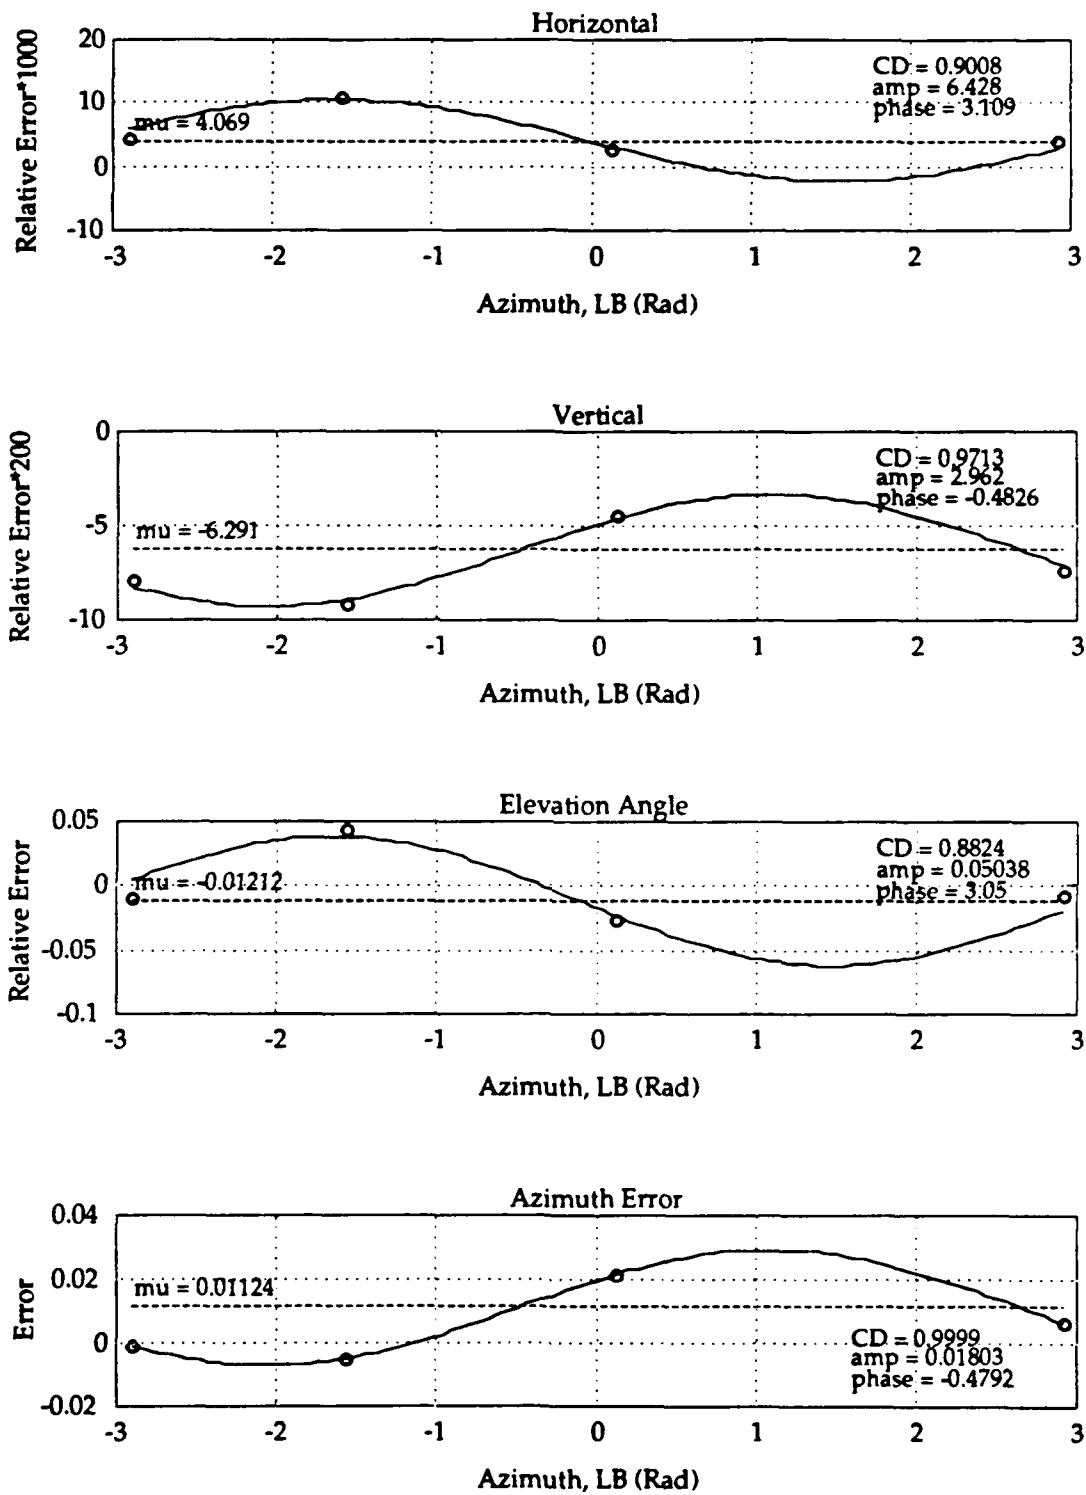 Horizontal
Relative Error*1000
20
10
0
-10
CD = 0.9008
amp = 6.428
phase = 3.109
mu = 4.069
-3 -2 -1 0 1 2 3
Azimuth, LB (Rad)
Vertical
Relative Error*200
0
-5
-10
CD = 0.9713
amp = 2.962
phase = -0.4826
mu = -6.291
-3 -2 -1 0 1 2 3
Azimuth, LB (Rad)
Elevation Angle
Relative Error
0.05
0
-0.05
-0.1
CD = 0.8824
amp = 0.05038
phase = 3.05
mu = -0.01212
-3 -2 -1 0 1 2 3
Azimuth, LB (Rad)
Azimuth Error
Error
0.04
0.02
0
-0.02
mu = 0.01124
CD = 0.9999
amp = 0.01803
phase = -0.4792
-3 -2 -1 0 1 2 3
Azimuth, LB (Rad)